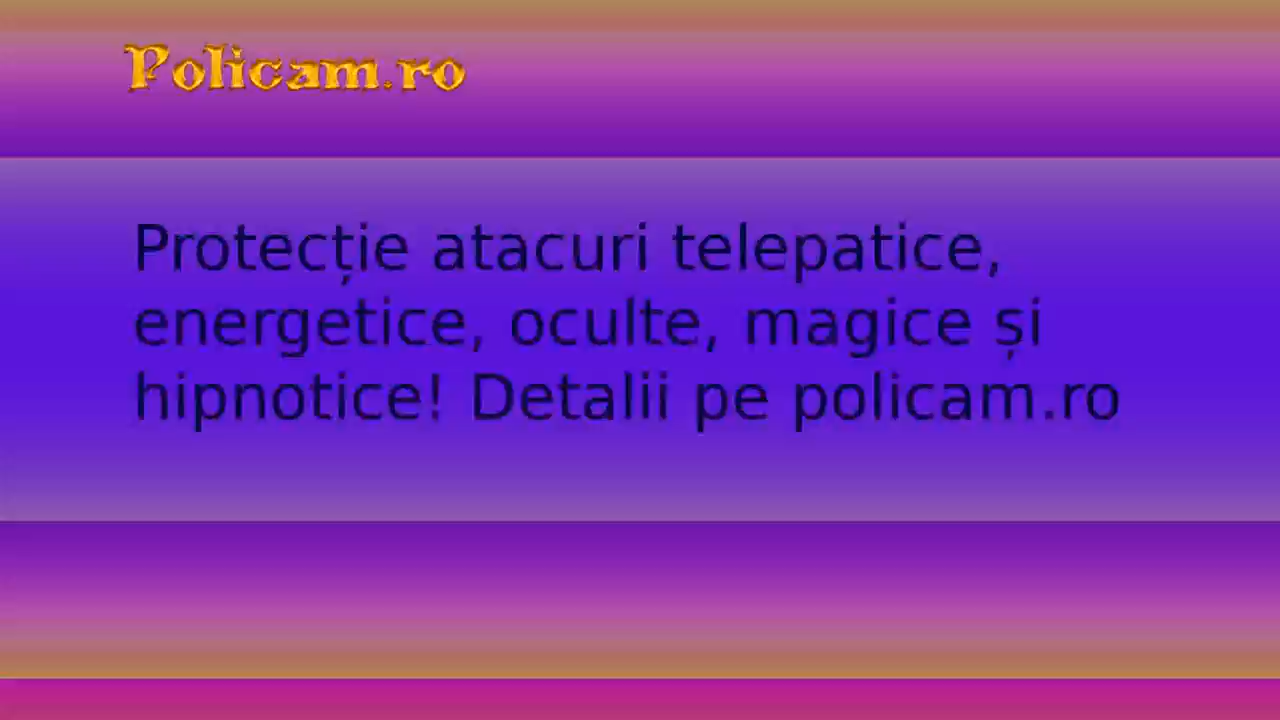 Policam.ro
Protecție atacuri telepatice,
energetice, oculte, magice și
hipnotice! Detalii pe policam.ro